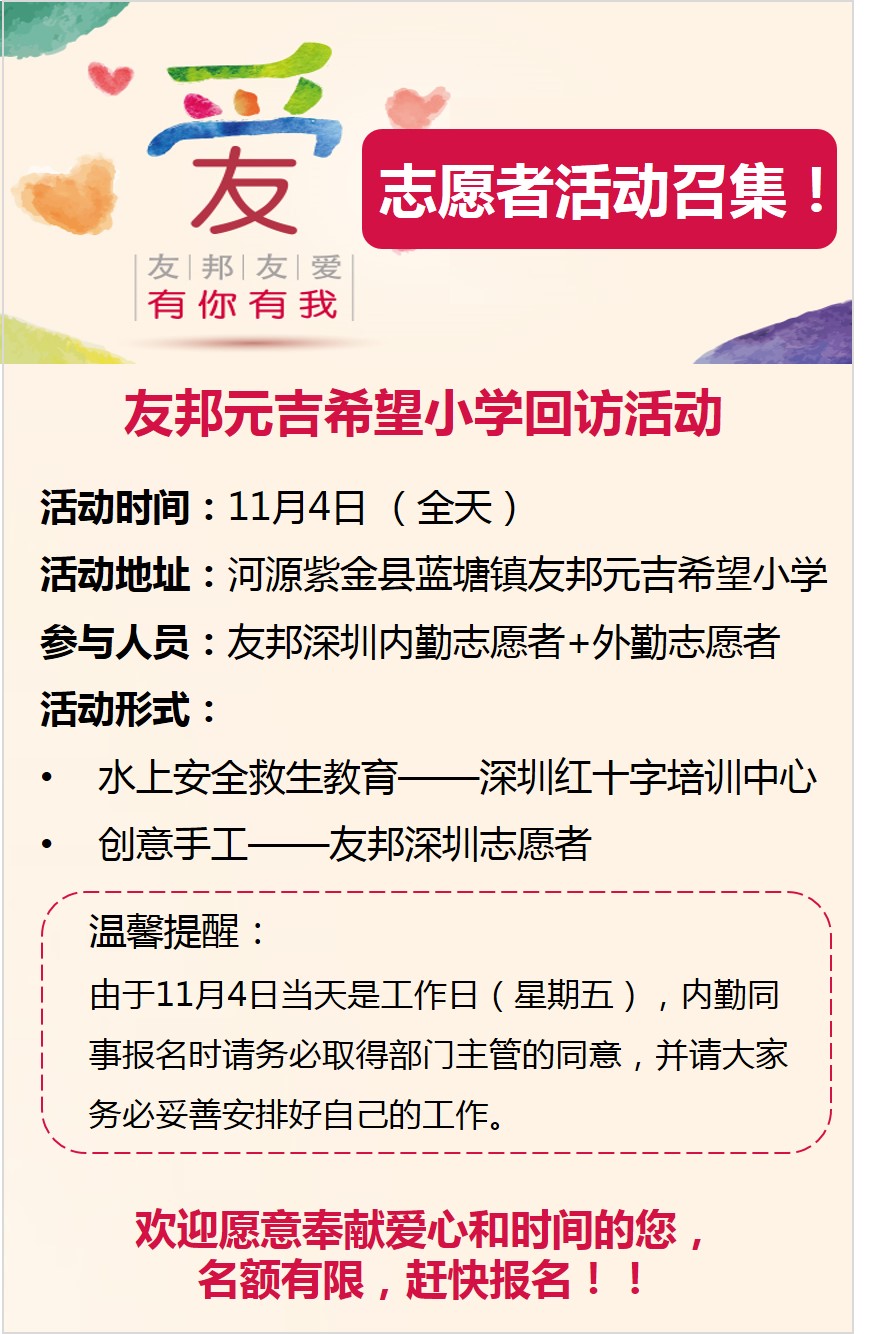 爱
友
友|邦|友|爱
有你有我
志愿者活动召集！
友邦元吉希望小学回访活动
活动时间：11月4日（全天）
活动地址：河源紫金县蓝塘镇友邦元吉希望小学
参与人员：友邦深圳内勤志愿者+外勤志愿者
活动形式：
• 水上安全救生教育——深圳红十字培训中心
• 创意手工——友邦深圳志愿者
温馨提醒：
由于11月4日当天是工作日（星期五），内勤同
事报名时请务必取得部门主管的同意，并请大家
务必妥善安排好自己的工作。
欢迎愿意奉献爱心和时间的您，
名额有限，赶快报名！！